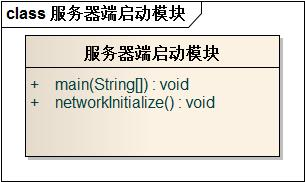 class 服务器端启动模块
服务器端启动模块
+ main(String[]) : void
+ networkInitialize() : void